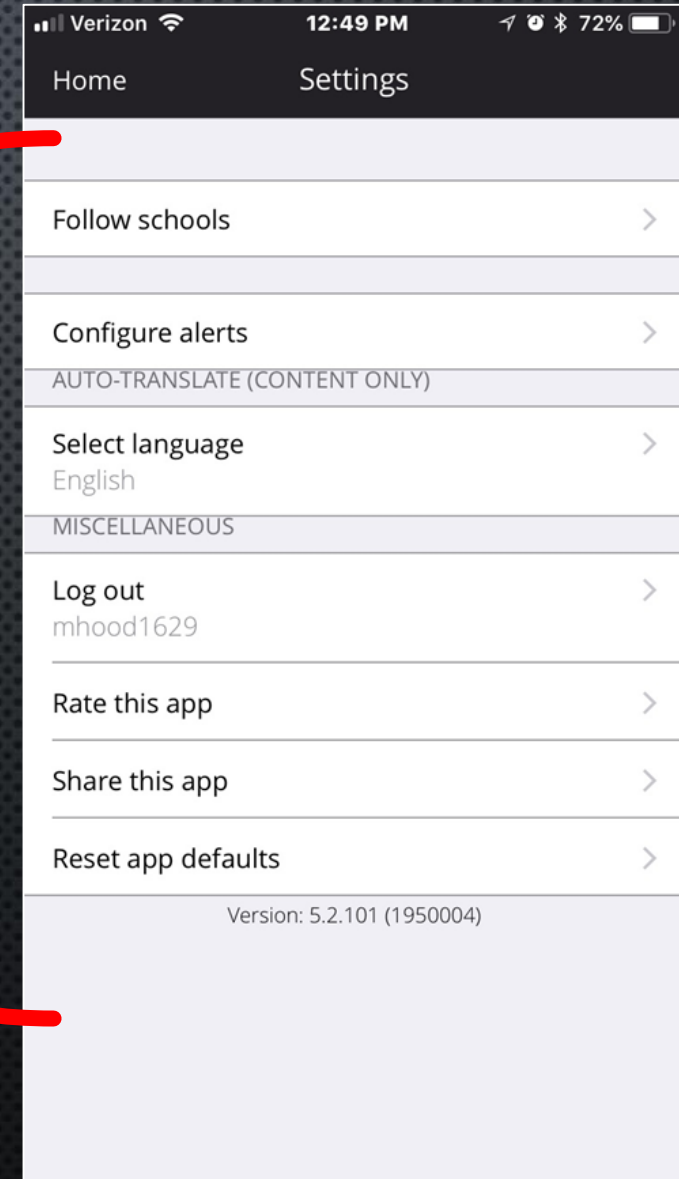 Verizon 12:49 PM 72%
Home Settings
Follow schools
Configure alerts
AUTO-TRANSLATE (CONTENT ONLY)
Select language
English
MISCELLANEOUS
Log out
mhood1629
Rate this app
Share this app
Reset app defaults
Version: 5.2.101 (1950004)